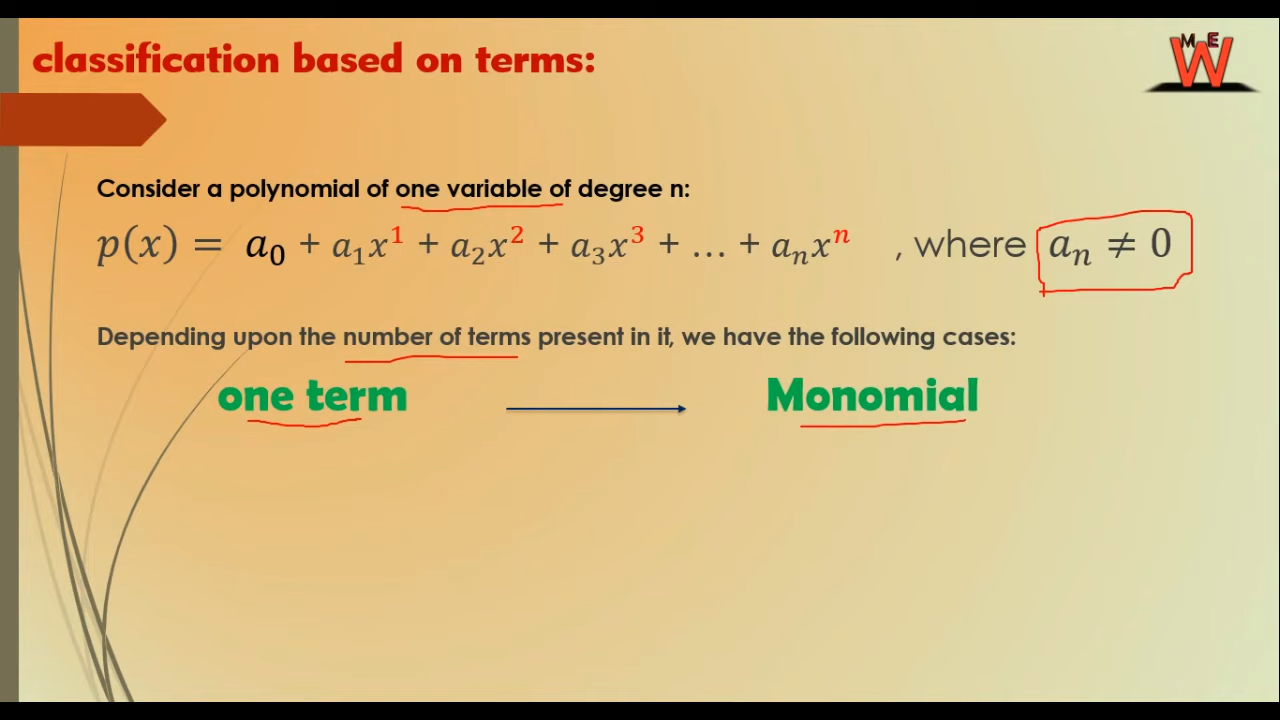 classification based on terms:
M E
W
Consider a polynomial of one variable of degree n:
p(x) = a₀ + a₁x¹ + a₂x² + a₃x³ + … + aₙxⁿ , where aₙ ≠ 0
Depending upon the number of terms present in it, we have the following cases:
one term Monomial